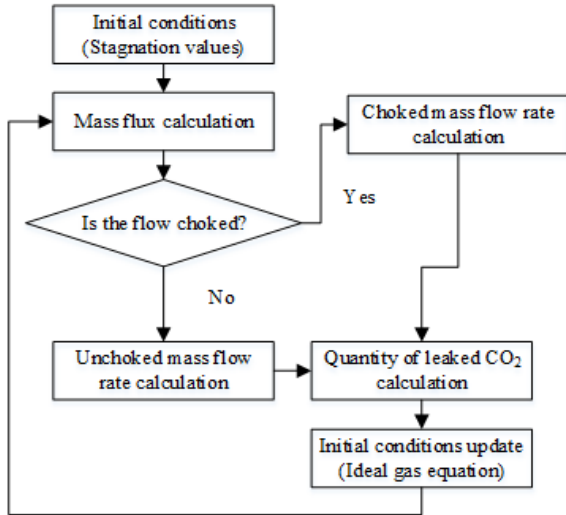 Initial conditions
(Stagnation values)
Mass flux calculation
Choked mass flow rate
calculation
Is the flow choked?
Yes
No
Unchoked mass flow
rate calculation
Quantity of leaked CO₂
calculation
Initial conditions update
(Ideal gas equation)